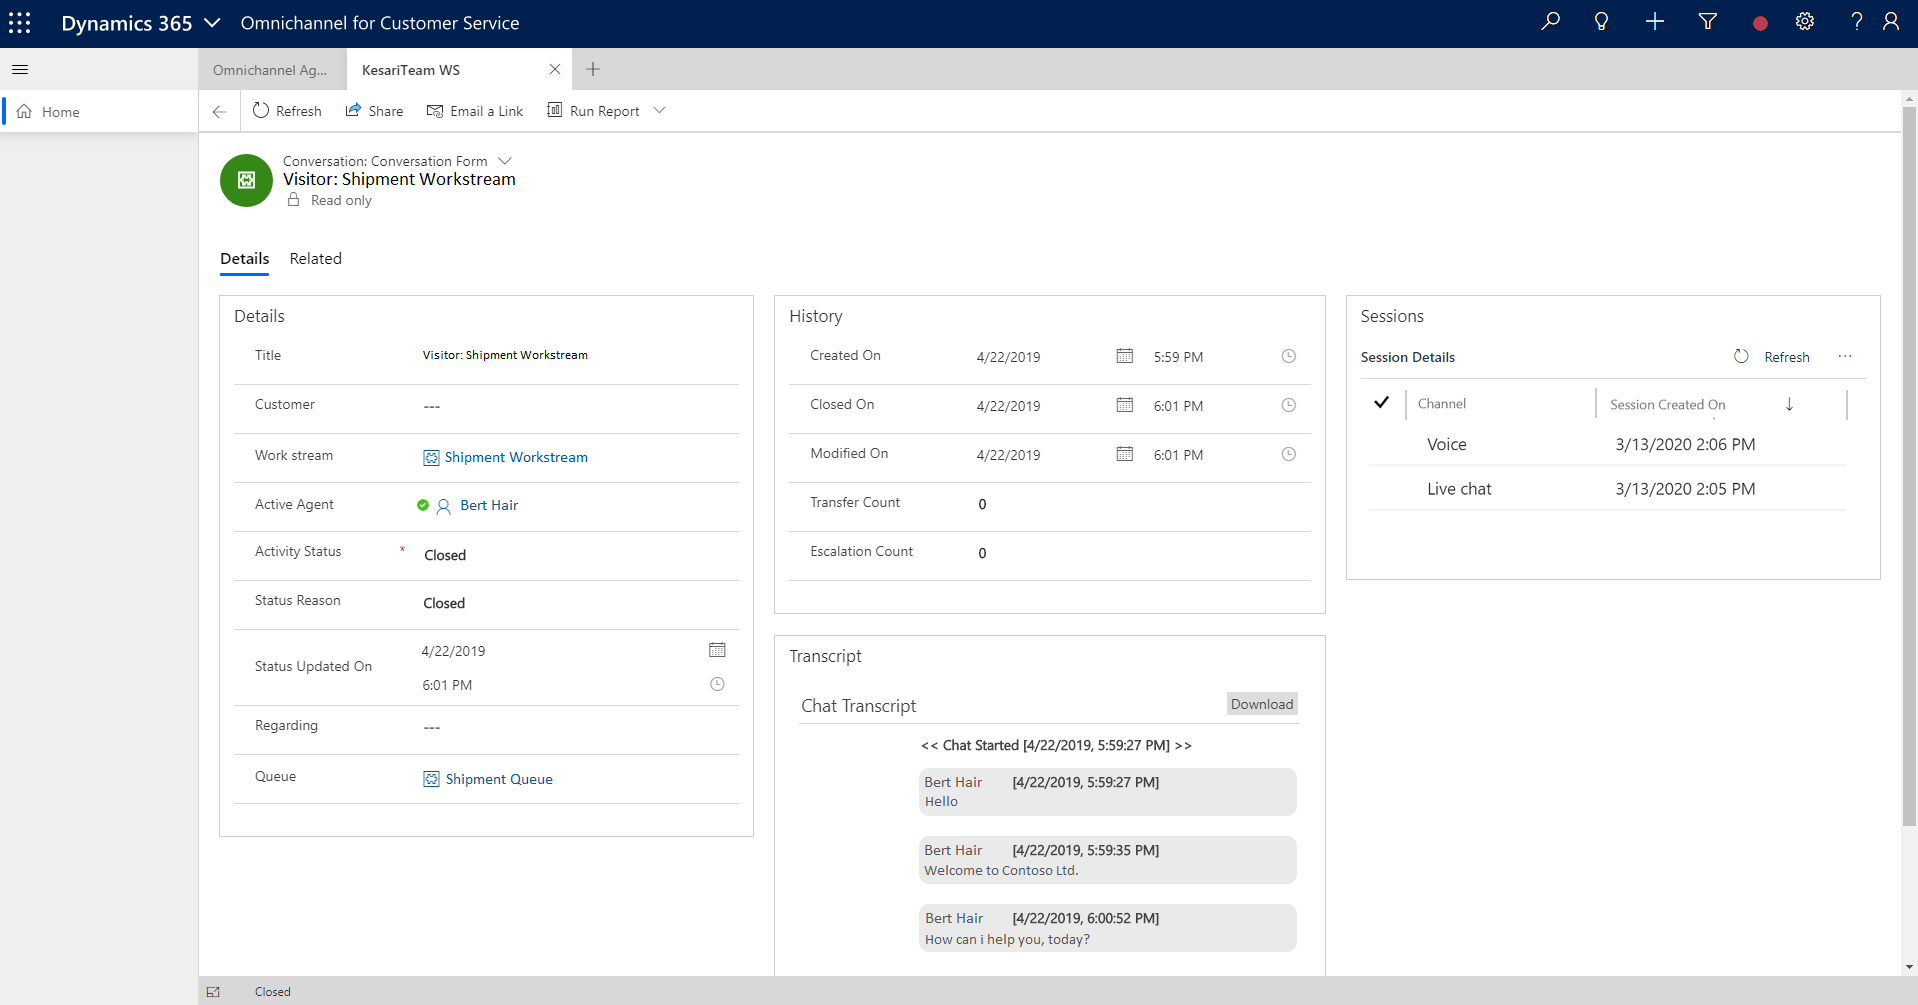 Dynamics 365 Omnichannel for Customer Service
Omnichannel Ag...
KesariTeam WS
Home
Refresh
Share
Email a Link
Run Report
Conversation: Conversation Form
Visitor: Shipment Workstream
Read only
Details
Related
Details
Title Visitor: Shipment Workstream
Customer ---
Work stream Shipment Workstream
Active Agent Bert Hair
Activity Status * Closed
Status Reason Closed
Status Updated On 4/22/2019
6:01 PM
Regarding ---
Queue Shipment Queue
History
Created On 4/22/2019 5:59 PM
Closed On 4/22/2019 6:01 PM
Modified On 4/22/2019 6:01 PM
Transfer Count 0
Escalation Count 0
Transcript
Chat Transcript Download
<< Chat Started [4/22/2019, 5:59:27 PM] >>
Bert Hair [4/22/2019, 5:59:27 PM]
Hello
Bert Hair [4/22/2019, 5:59:35 PM]
Welcome to Contoso Ltd.
Bert Hair [4/22/2019, 6:00:52 PM]
How can i help you, today?
Sessions
Session Details Refresh ...
Channel Session Created On
Voice 3/13/2020 2:06 PM
Live chat 3/13/2020 2:05 PM
Closed